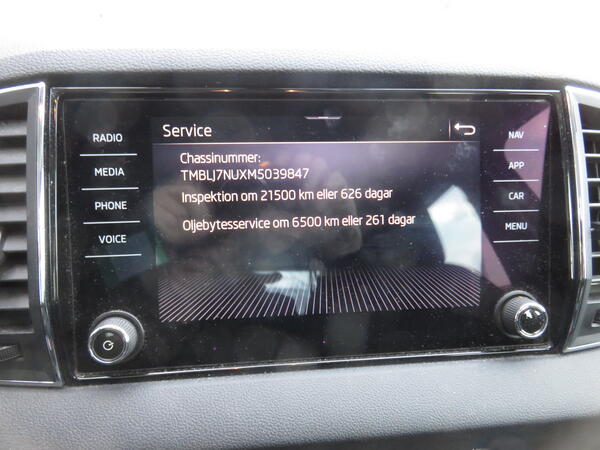 Service
Chassinummer:
TMBLJ7NUXM5039847
Inspektion om 21500 km eller 626 dagar
Oljebytesservice om 6500 km eller 261 dagar
RADIO
MEDIA
PHONE
VOICE
NAV
APP
CAR
MENU